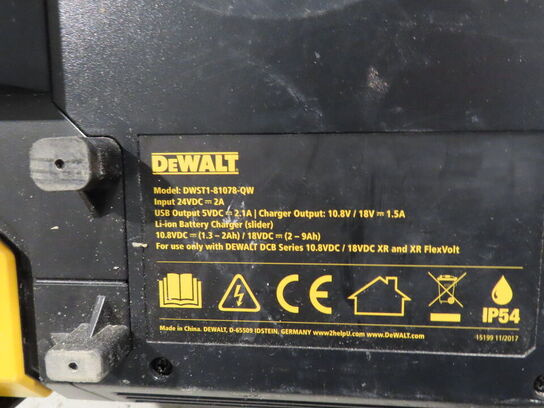 DEWALT
Model: DWST1-81078-QW
Input 24VDC ⎓ 2A
USB Output 5VDC ⎓ 2.1A | Charger Output: 10.8V / 18V ⎓ 1.5A
Li-ion Battery Charger (slider)
10.8VDC ⎓ (1.3 – 2Ah) / 18VDC ⎓ (2 – 9Ah)
For use only with DEWALT DCB Series 10.8VDC / 18VDC XR and XR FlexVolt
CE
IP54
Made in China. DEWALT, D-65509 IDSTEIN, GERMANY www2helpU.com www.DeWALT.com
15199 11/2017